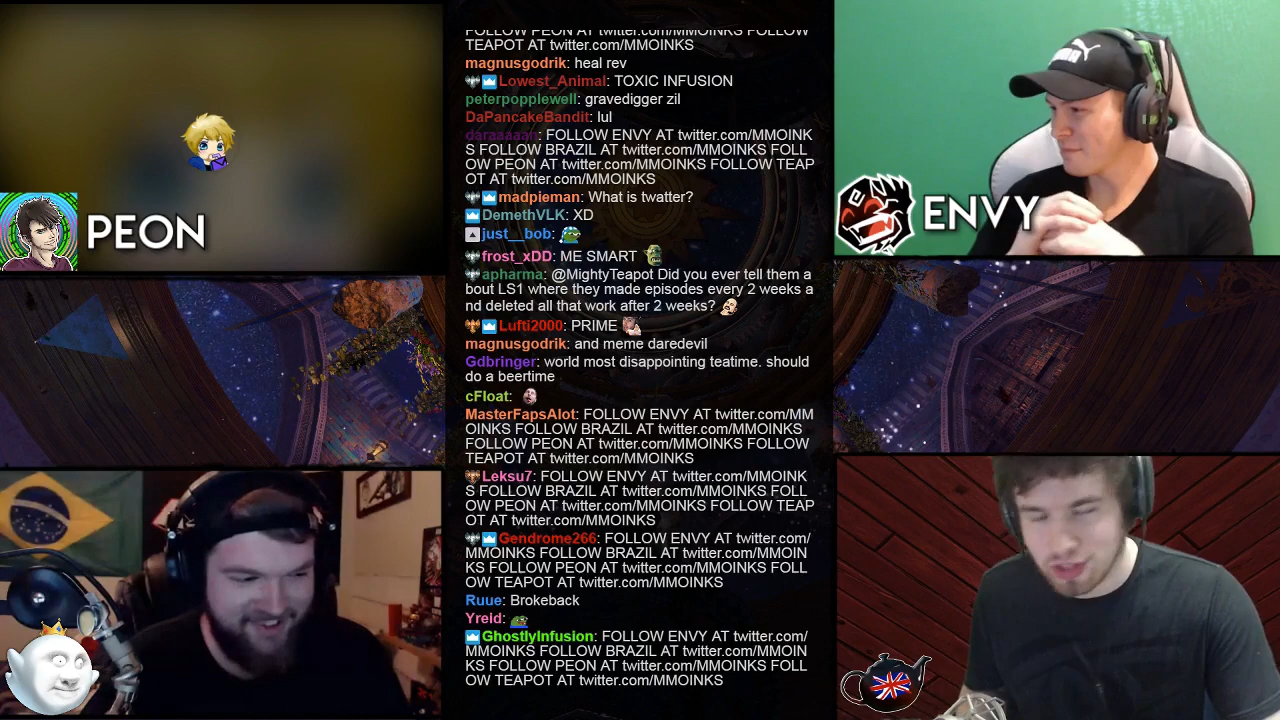 PEON
FOLLOW PEON AT twitter.com/MMOINKS FOLLOW
TEAPOT AT twitter.com/MMOINKS
magnusgodrik: heal rev
Lowest_Animal: TOXIC INFUSION
peterpopplewell: gravedigger zil
DaPancakeBandit: lul
daraaaaan: FOLLOW ENVY AT twitter.com/MMOINK
S FOLLOW BRAZIL AT twitter.com/MMOINKS FOLL
OW PEON AT twitter.com/MMOINKS FOLLOW TEAP
OT AT twitter.com/MMOINKS
madpieman: What is twatter?
DemethVLK: XD
just__bob:
frost_xDD: ME SMART
apharma: @MightyTeapot Did you ever tell them a
bout LS1 where they made episodes every 2 weeks a
nd deleted all that work after 2 weeks?
Lufti2000: PRIME
magnusgodrik: and meme daredevil
Gdbringer: world most disappointing teatime. should
do a beertime
cFloat:
MasterFapsAlot: FOLLOW ENVY AT twitter.com/MM
OINKS FOLLOW BRAZIL AT twitter.com/MMOINKS
FOLLOW PEON AT twitter.com/MMOINKS FOLLOW
TEAPOT AT twitter.com/MMOINKS
Leksu7: FOLLOW ENVY AT twitter.com/MMOINK
S FOLLOW BRAZIL AT twitter.com/MMOINKS FOLL
OW PEON AT twitter.com/MMOINKS FOLLOW TEAP
OT AT twitter.com/MMOINKS
Gendrome266: FOLLOW ENVY AT twitter.com/
MMOINKS FOLLOW BRAZIL AT twitter.com/MMOIN
KS FOLLOW PEON AT twitter.com/MMOINKS FOLL
OW TEAPOT AT twitter.com/MMOINKS
Ruue: Brokeback
Yreld:
GhostlyInfusion: FOLLOW ENVY AT twitter.com/
MMOINKS FOLLOW BRAZIL AT twitter.com/MMOIN
KS FOLLOW PEON AT twitter.com/MMOINKS FOLL
OW TEAPOT AT twitter.com/MMOINKS
PUMA
ENVY